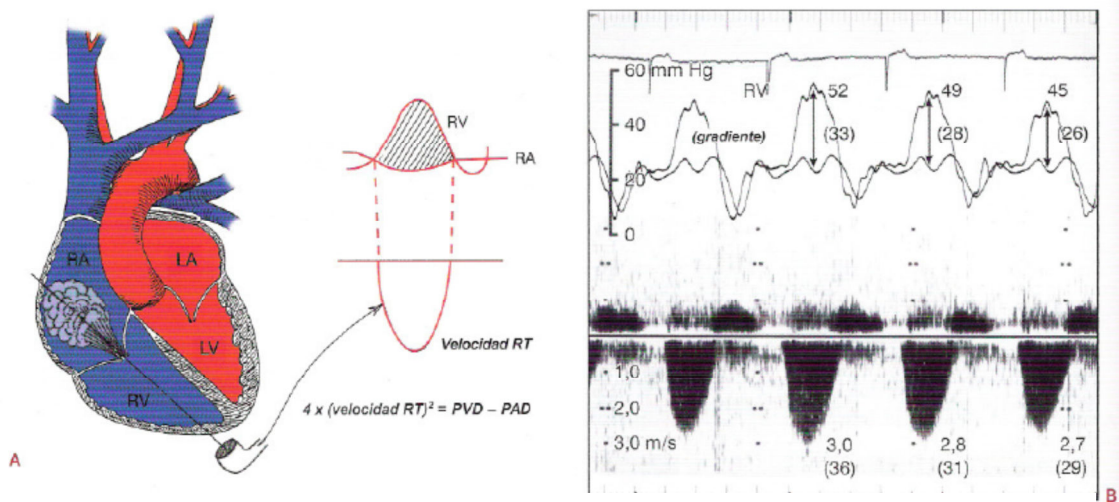 RA
LA
LV
RV
A
RV
RA
Velocidad RT
4 x (velocidad RT)² = PVD – PAD
60 mm Hg
RV
52
49
45
40
(gradiente)
(33)
(28)
(26)
20
0
1,0
2,0
3,0 m/s
3,0
2,8
2,7
(36)
(31)
(29)
B